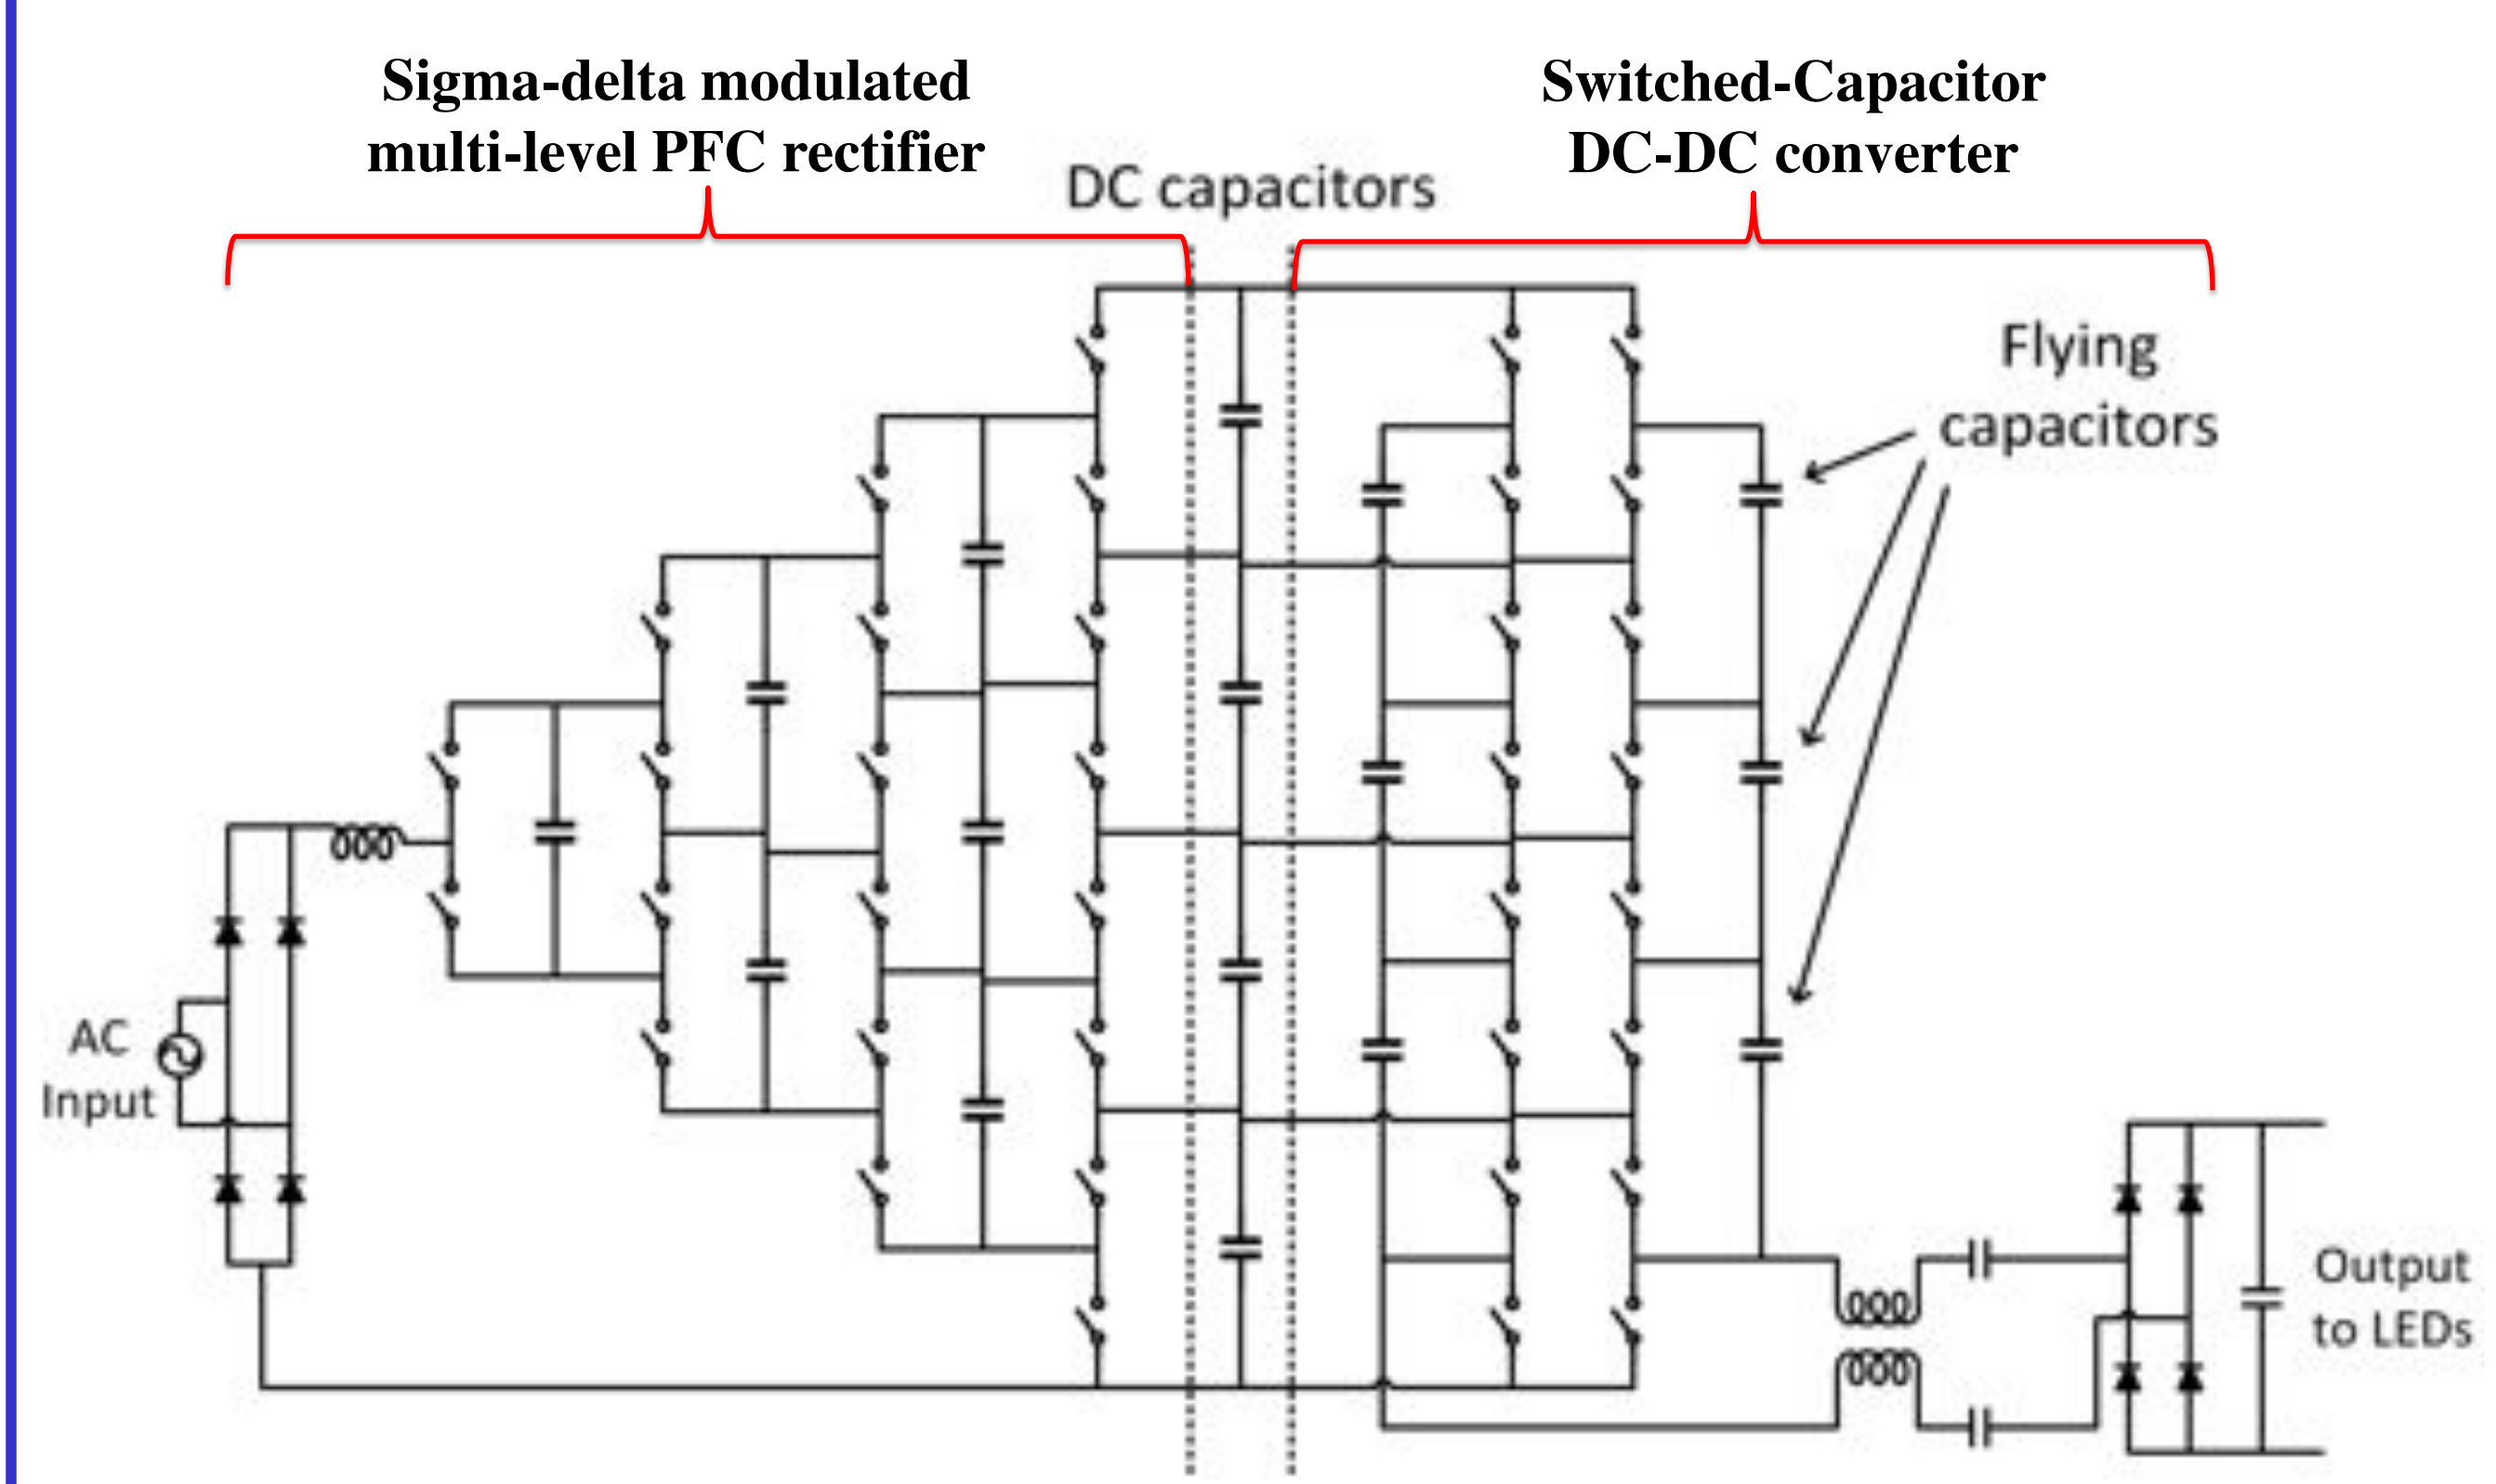 Sigma-delta modulated
multi-level PFC rectifier
Switched-Capacitor
DC-DC converter
DC capacitors
Flying
capacitors
AC
Input
Output
to LEDs